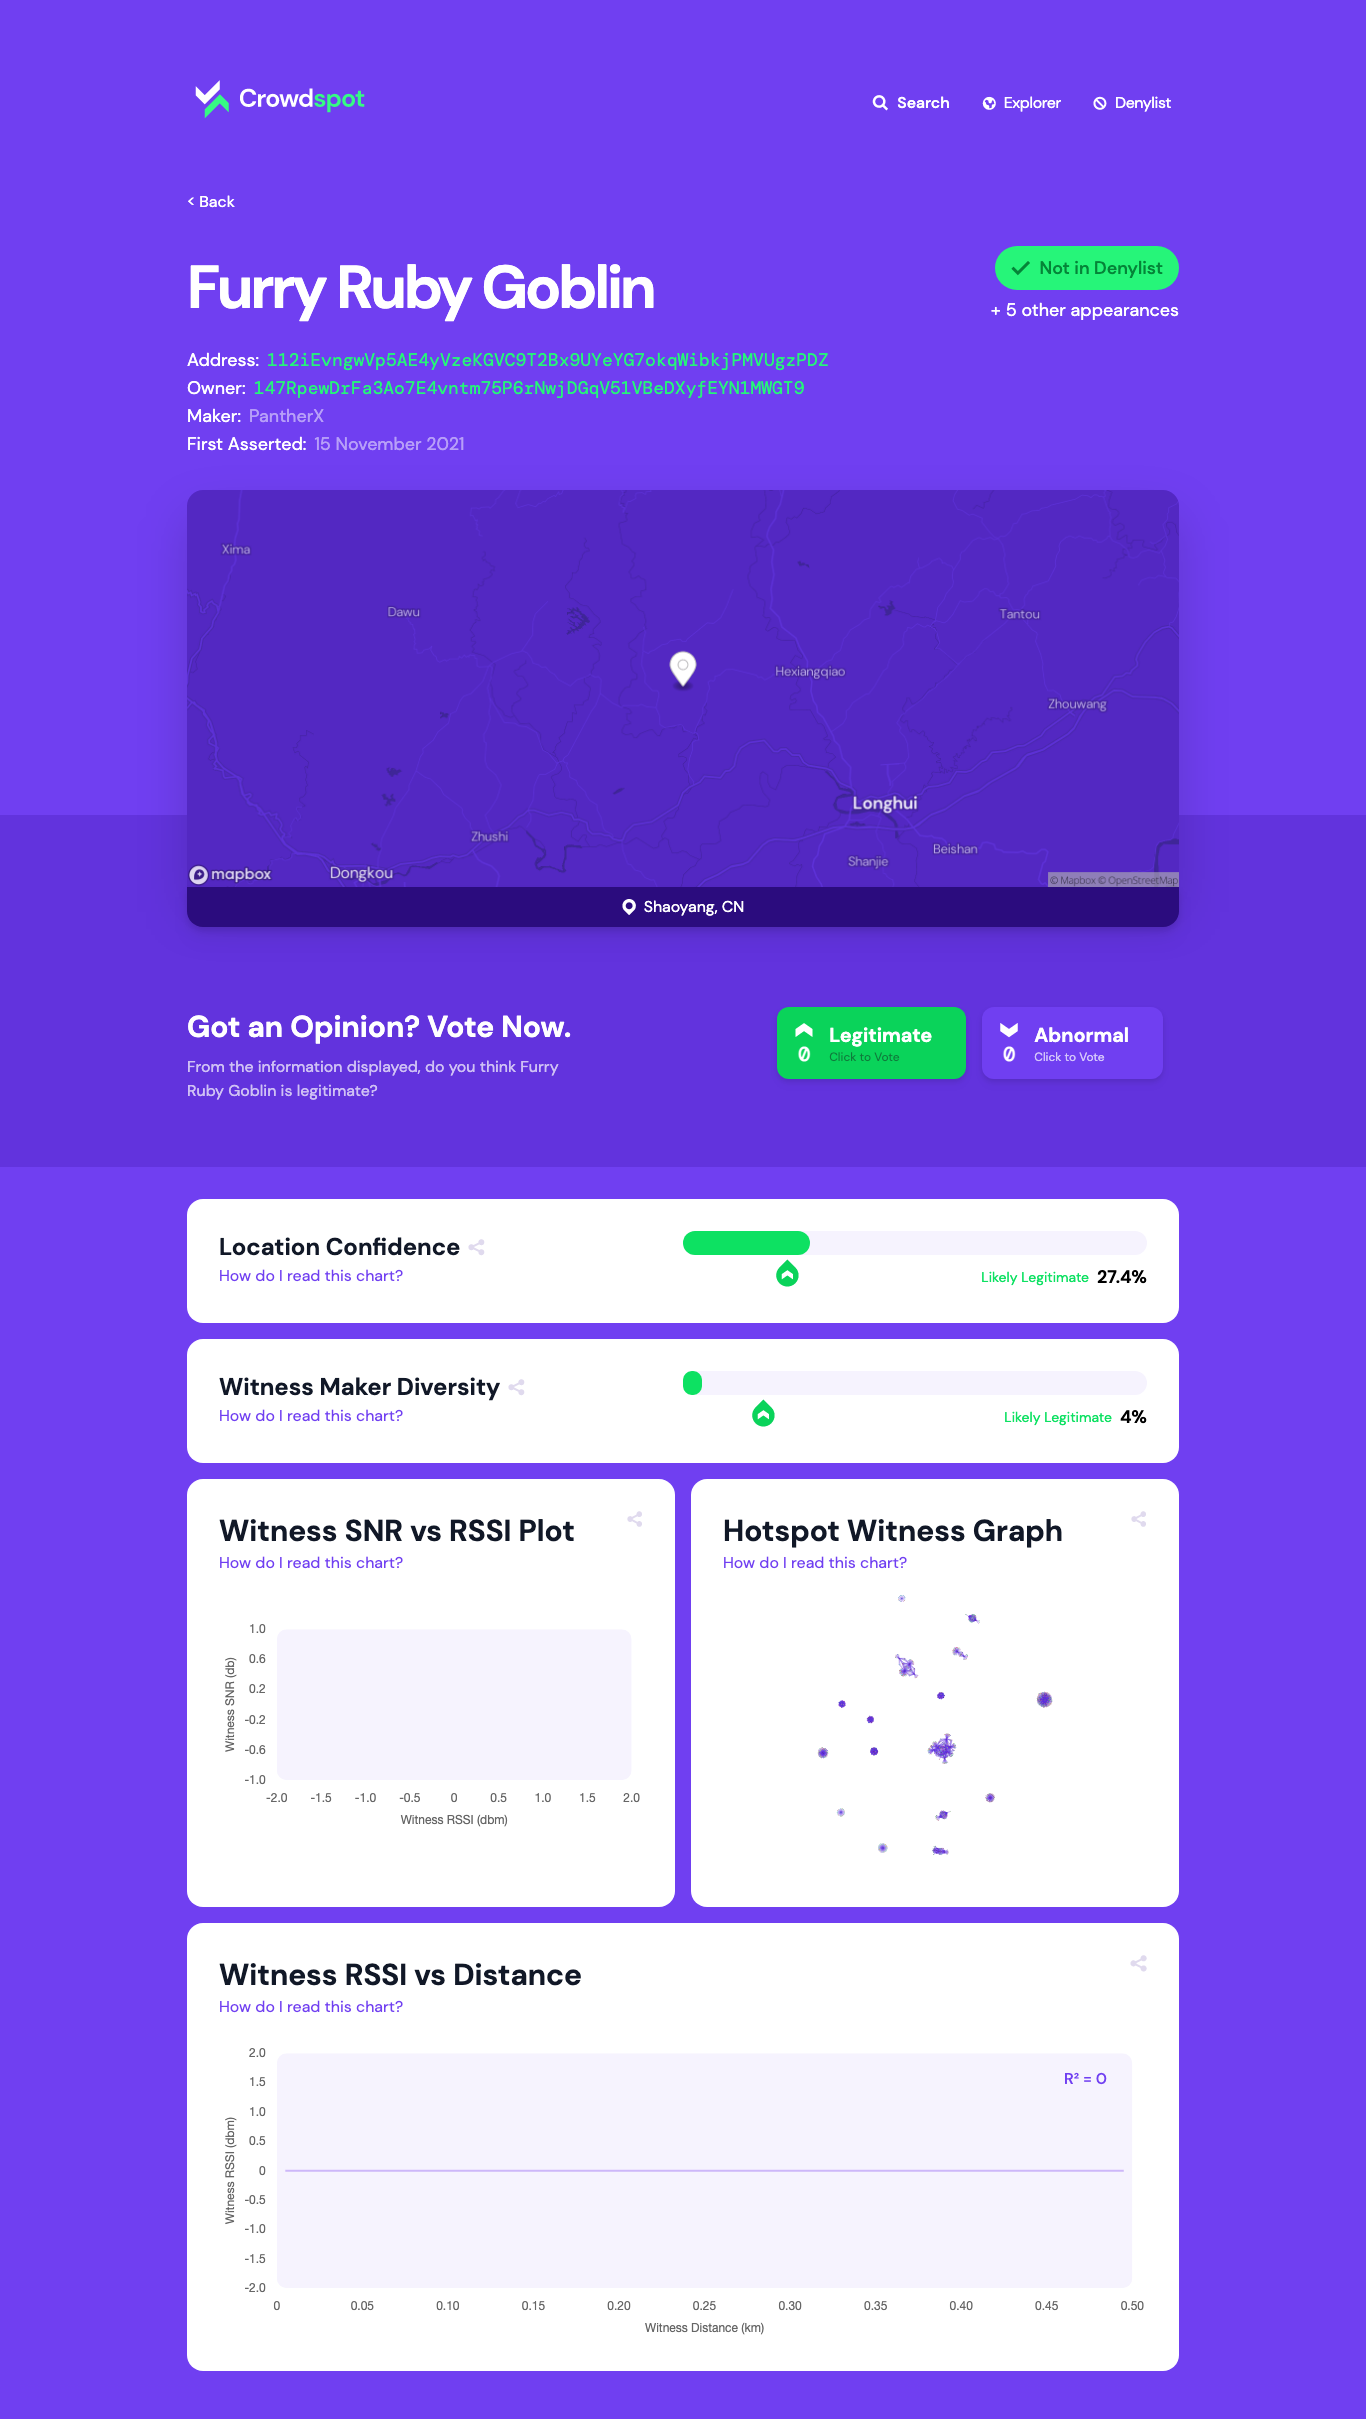 Crowdspot
Search
Explorer
Denylist
< Back
Furry Ruby Goblin
Not in Denylist
+ 5 other appearances
Address: 112iEvngwVp5AE4yVzeKGVC9T2Bx9UYeYG7okqWibkjPMVUgzPDZ
Owner: 147RpewDrFa3Ao7E4vntm75P6rNwjDGqV51VBeDXyfEYN1MWGT9
Maker: PantherX
First Asserted: 15 November 2021
Xima
Dawu
Tantou
Hexiangqiao
Zhouwang
Longhui
Zhushi
Beishan
Shanjie
Dongkou
mapbox
© Mapbox © OpenStreetMap
Shaoyang, CN
Got an Opinion? Vote Now.
From the information displayed, do you think Furry
Ruby Goblin is legitimate?
0
Legitimate
Click to Vote
0
Abnormal
Click to Vote
Location Confidence
How do I read this chart?
Likely Legitimate 27.4%
Witness Maker Diversity
How do I read this chart?
Likely Legitimate 4%
Witness SNR vs RSSI Plot
How do I read this chart?
Witness SNR (db)
1.0
0.6
0.2
-0.2
-0.6
-1.0
-2.0 -1.5 -1.0 -0.5 0 0.5 1.0 1.5 2.0
Witness RSSI (dbm)
Hotspot Witness Graph
How do I read this chart?
Witness RSSI vs Distance
How do I read this chart?
Witness RSSI (dbm)
2.0
1.5
1.0
0.5
0
-0.5
-1.0
-1.5
-2.0
R² = 0
0 0.05 0.10 0.15 0.20 0.25 0.30 0.35 0.40 0.45 0.50
Witness Distance (km)